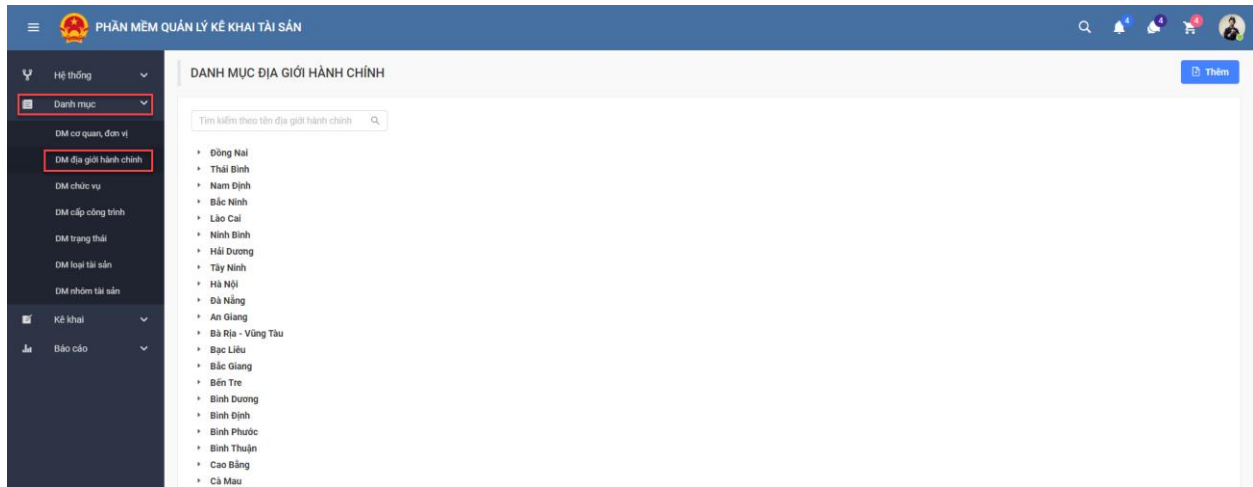 PHẦN MỀM QUẢN LÝ KÊ KHAI TÀI SẢN
4
4
4
Hệ thống
DANH MỤC ĐỊA GIỚI HÀNH CHÍNH
Thêm
Danh mục
Tìm kiếm theo tên địa giới hành chính
DM cơ quan, đơn vị
DM địa giới hành chính
DM chức vụ
DM cấp công trình
DM trạng thái
DM loại tài sản
DM nhóm tài sản
Kê khai
Báo cáo
Đồng Nai
Thái Bình
Nam Định
Bắc Ninh
Lào Cai
Ninh Bình
Hải Dương
Tây Ninh
Hà Nội
Đà Nẵng
An Giang
Bà Rịa - Vũng Tàu
Bạc Liêu
Bắc Giang
Bến Tre
Bình Dương
Bình Định
Bình Phước
Bình Thuận
Cao Bằng
Cà Mau